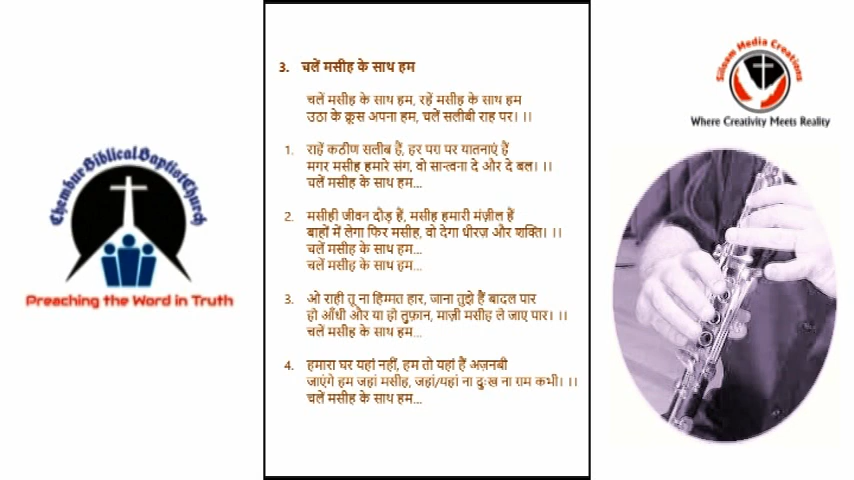 Chembur Biblical Baptist Church
Preaching the Word in Truth
3. चलें मसीह के साथ हम
चलें मसीह के साथ हम, रहें मसीह के साथ हम
उठा के क्रूस अपना हम, चलें सलीबी राह पर। ।।
1. राहें कठीण सलीब हैं, हर पग पर यातनाएं हैं
मगर मसीह हमारे संग, वो सान्त्वना दे और दे बल। ।।
चलें मसीह के साथ हम...
2. मसीही जीवन दौड़ हैं, मसीह हमारी मंज़ील हैं
बाहों में लेगा फिर मसीह, वो देगा धीरज़ और शक्ति। ।।
चलें मसीह के साथ हम...
चलें मसीह के साथ हम...
3. ओ राही तू ना हिम्मत हार, जाना तुझे हैं बादल पार
हो आँधी और या हो तुफ़ान, माज़ी मसीह ले जाए पार। ।।
चलें मसीह के साथ हम...
4. हमारा घर यहां नहीं, हम तो यहां हैं अज़नबी
जाएंगे हम जहां मसीह, जहां/यहां ना दुःख ना ग़म कभी। ।।
चलें मसीह के साथ हम...
Siloam Media Creations
Where Creativity Meets Reality